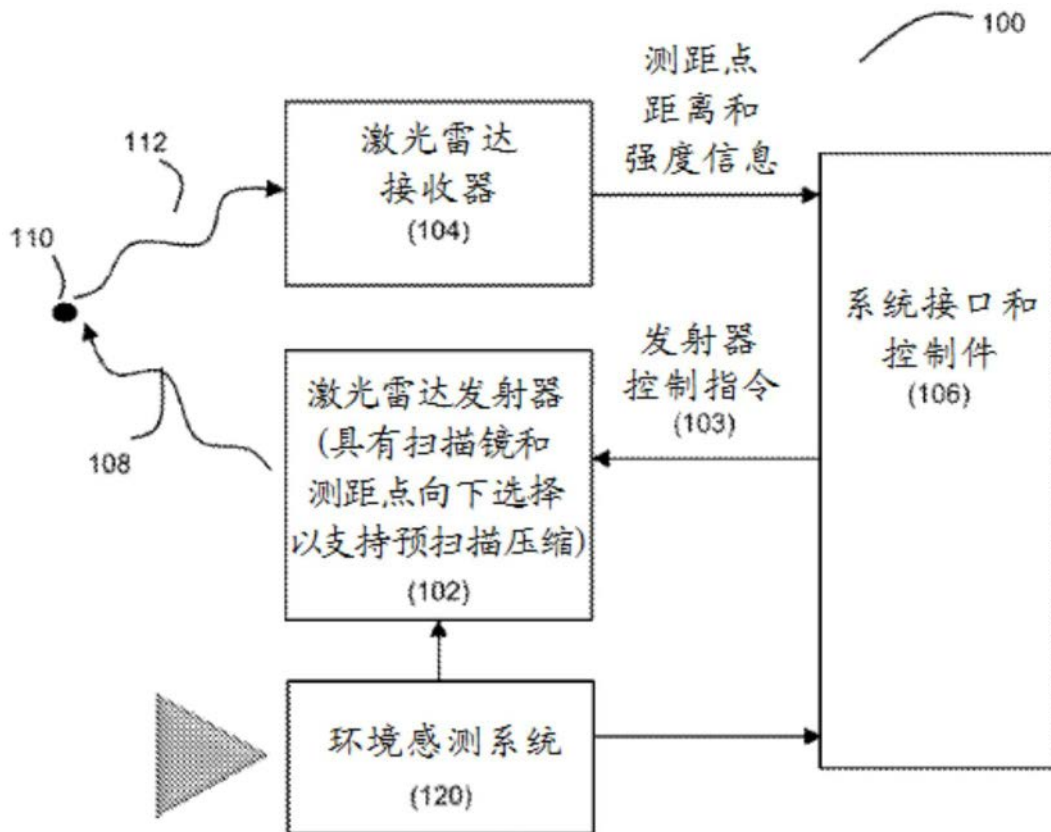 100
测距点
距离和
强度信息
112
激光雷达
接收器
(104)
110
系统接口和
控制件
(106)
发射器
控制指令
(103)
激光雷达发射器
(具有扫描镜和
测距点向下选择
以支持预扫描压缩)
(102)
108
环境感测系统
(120)